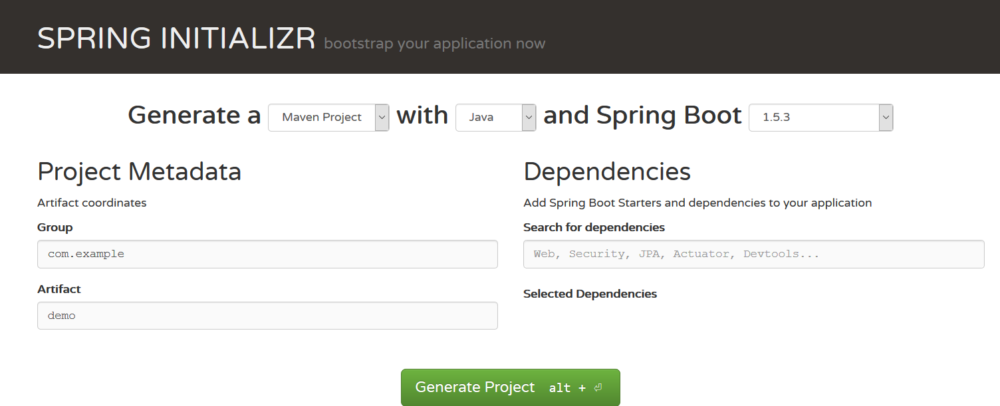 SPRING INITIALIZR bootstrap your application now
Generate a Maven Project with Java and Spring Boot 1.5.3
Project Metadata
Artifact coordinates
Group
com.example
Artifact
demo
Dependencies
Add Spring Boot Starters and dependencies to your application
Search for dependencies
Web, Security, JPA, Actuator, Devtools...
Selected Dependencies
Generate Project alt + ⏎